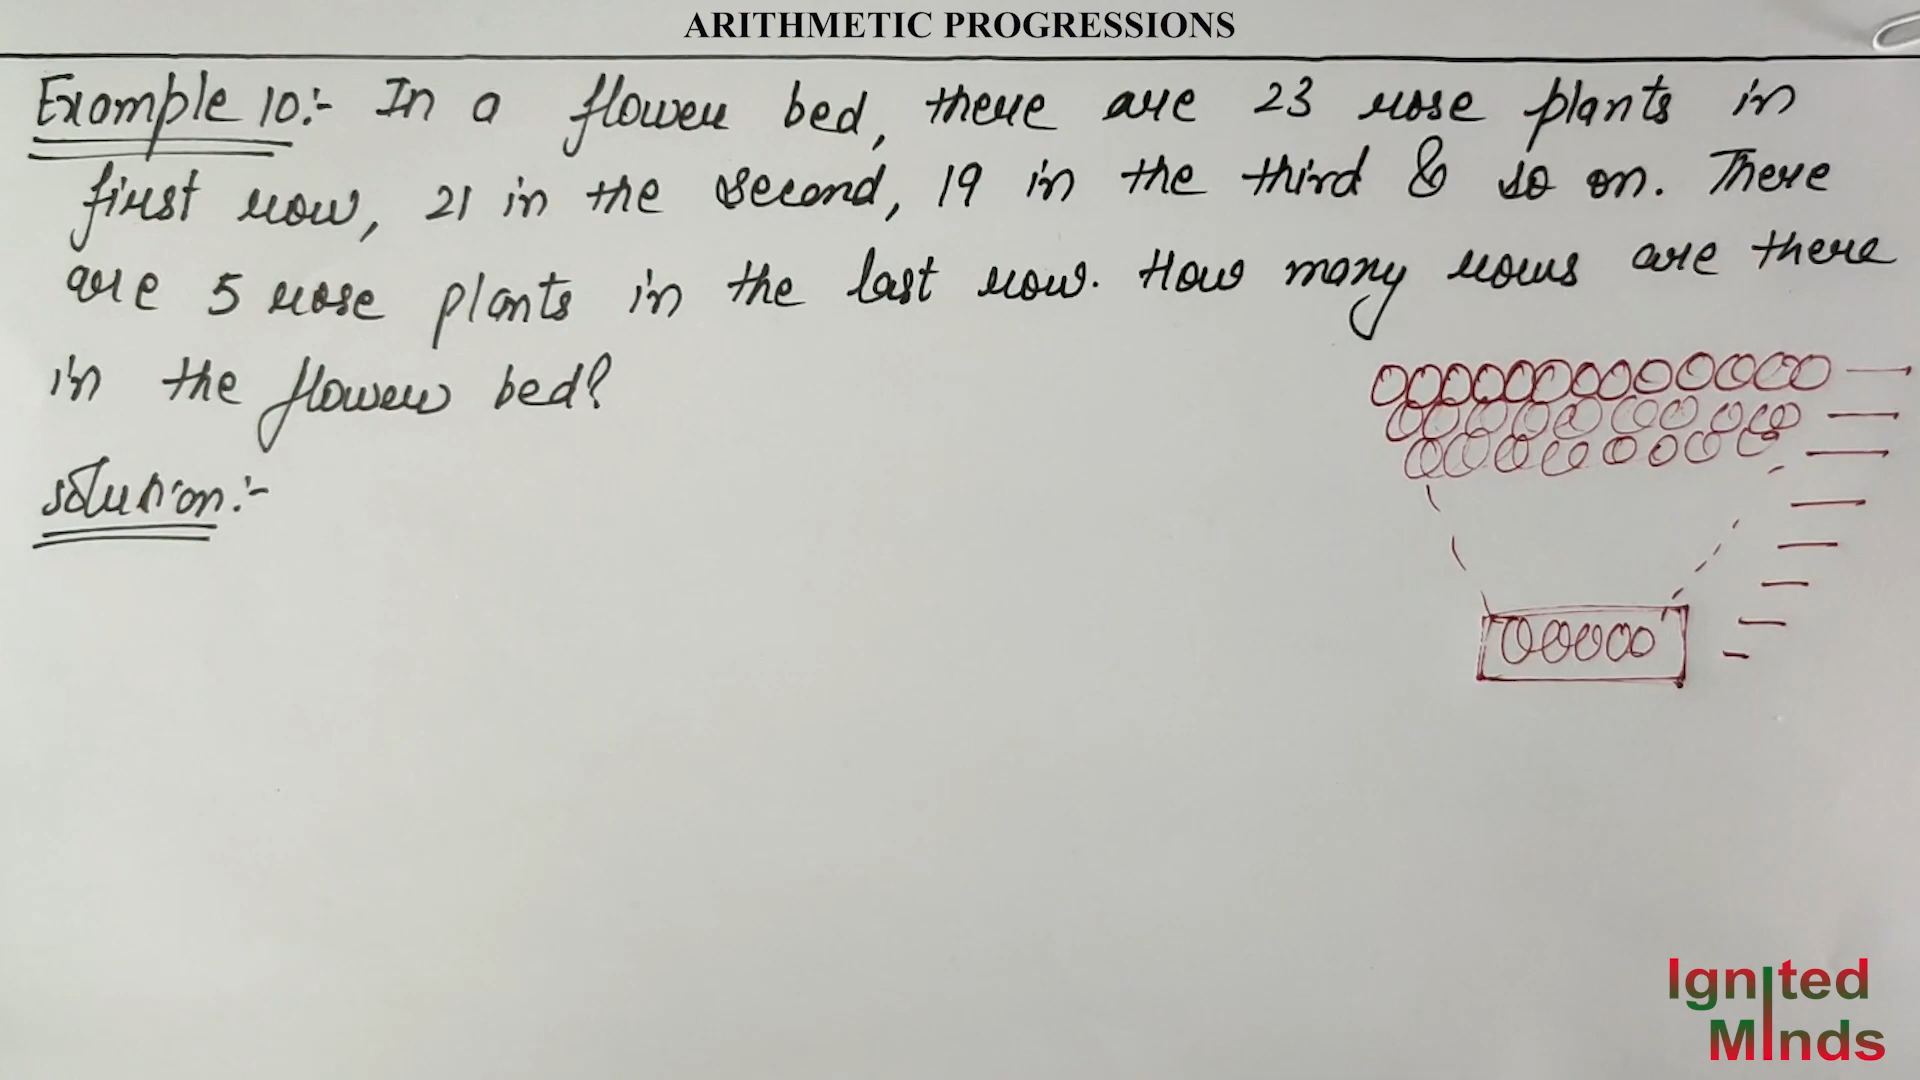 ARITHMETIC PROGRESSIONS
Example 10:- In a flower bed, there are 23 rose plants in
first row, 21 in the second, 19 in the third & so on. There
are 5 rose plants in the last row. How many rows are there
in the flower bed?
Solution:-
Ignited
Minds